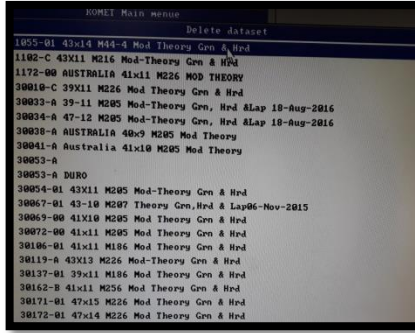 KOMET Main menue
Delete dataset
1055-01 43x14 M44-4 Mod Theory Grn & Hrd
1102-C 43X11 M216 Mod-Theory Grn & Hrd
1172-00 AUSTRALIA 41x11 M226 MOD THEORY
30010-C 39X11 M226 Mod Theory Grn & Hrd
30033-A 39-11 M205 Mod-Theory Grn, Hrd &Lap 18-Aug-2016
30034-A 47-12 M205 Mod-Theory Grn, Hrd &Lap 18-Aug-2016
30038-A AUSTRALIA 40x9 M205 Mod Theory
30041-A Australia 41x10 M205 Mod Theory
30053-A
30053-A DURO
30054-01 43X11 M205 Mod-Theory Grn & Hrd
30067-01 43-10 M207 Theory Grn,Hrd & Lap06-Nov-2015
30069-00 41X10 M205 Mod-Theory Grn & Hrd
30072-00 41x11 M205 Mod-Theory Grn & Hrd
30106-01 41x11 M186 Mod-Theory Grn & Hrd
30119-A 43X13 M226 Mod-Theory Grn & Hrd
30137-01 39x11 M186 Mod-Theory Grn & Hrd
30162-B 41x11 M256 Mod Theory Grn & Hrd
30171-01 47x15 M226 Mod Theory Grn & Hrd
30172-01 47x14 M226 Mod Theory Grn & Hrd